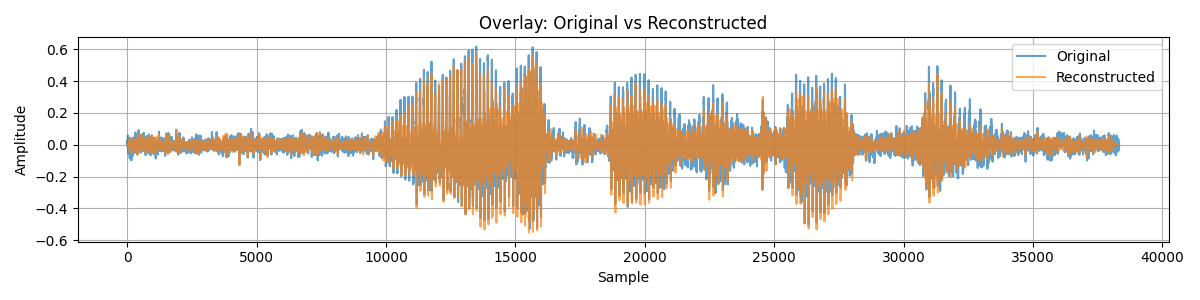 Overlay: Original vs Reconstructed
Original
Reconstructed
Amplitude
0.6
0.4
0.2
0.0
−0.2
−0.4
−0.6
0 5000 10000 15000 20000 25000 30000 35000 40000
Sample